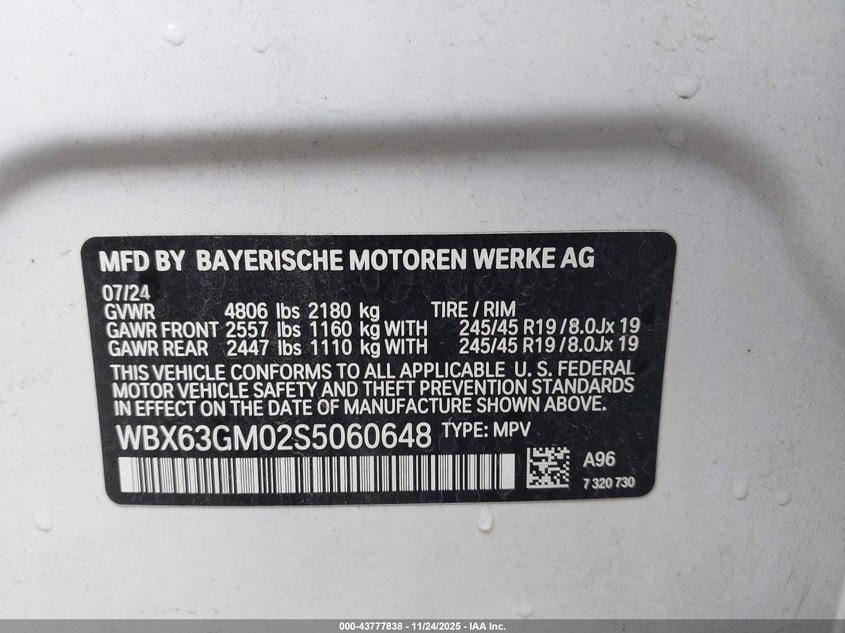 MFD BY BAYERISCHE MOTOREN WERKE AG
07/24
GVWR 4806 lbs 2180 kg TIRE / RIM
GAWR FRONT 2557 lbs 1160 kg WITH 245/45 R19 / 8.0Jx 19
GAWR REAR 2447 lbs 1110 kg WITH 245/45 R19 / 8.0Jx 19
THIS VEHICLE CONFORMS TO ALL APPLICABLE U. S. FEDERAL
MOTOR VEHICLE SAFETY AND THEFT PREVENTION STANDARDS
IN EFFECT ON THE DATE OF MANUFACTURE SHOWN ABOVE.
WBX63GM02S5060648 TYPE: MPV
A96
7 320 730
000-43777838 - 11/24/2025 - IAA Inc.